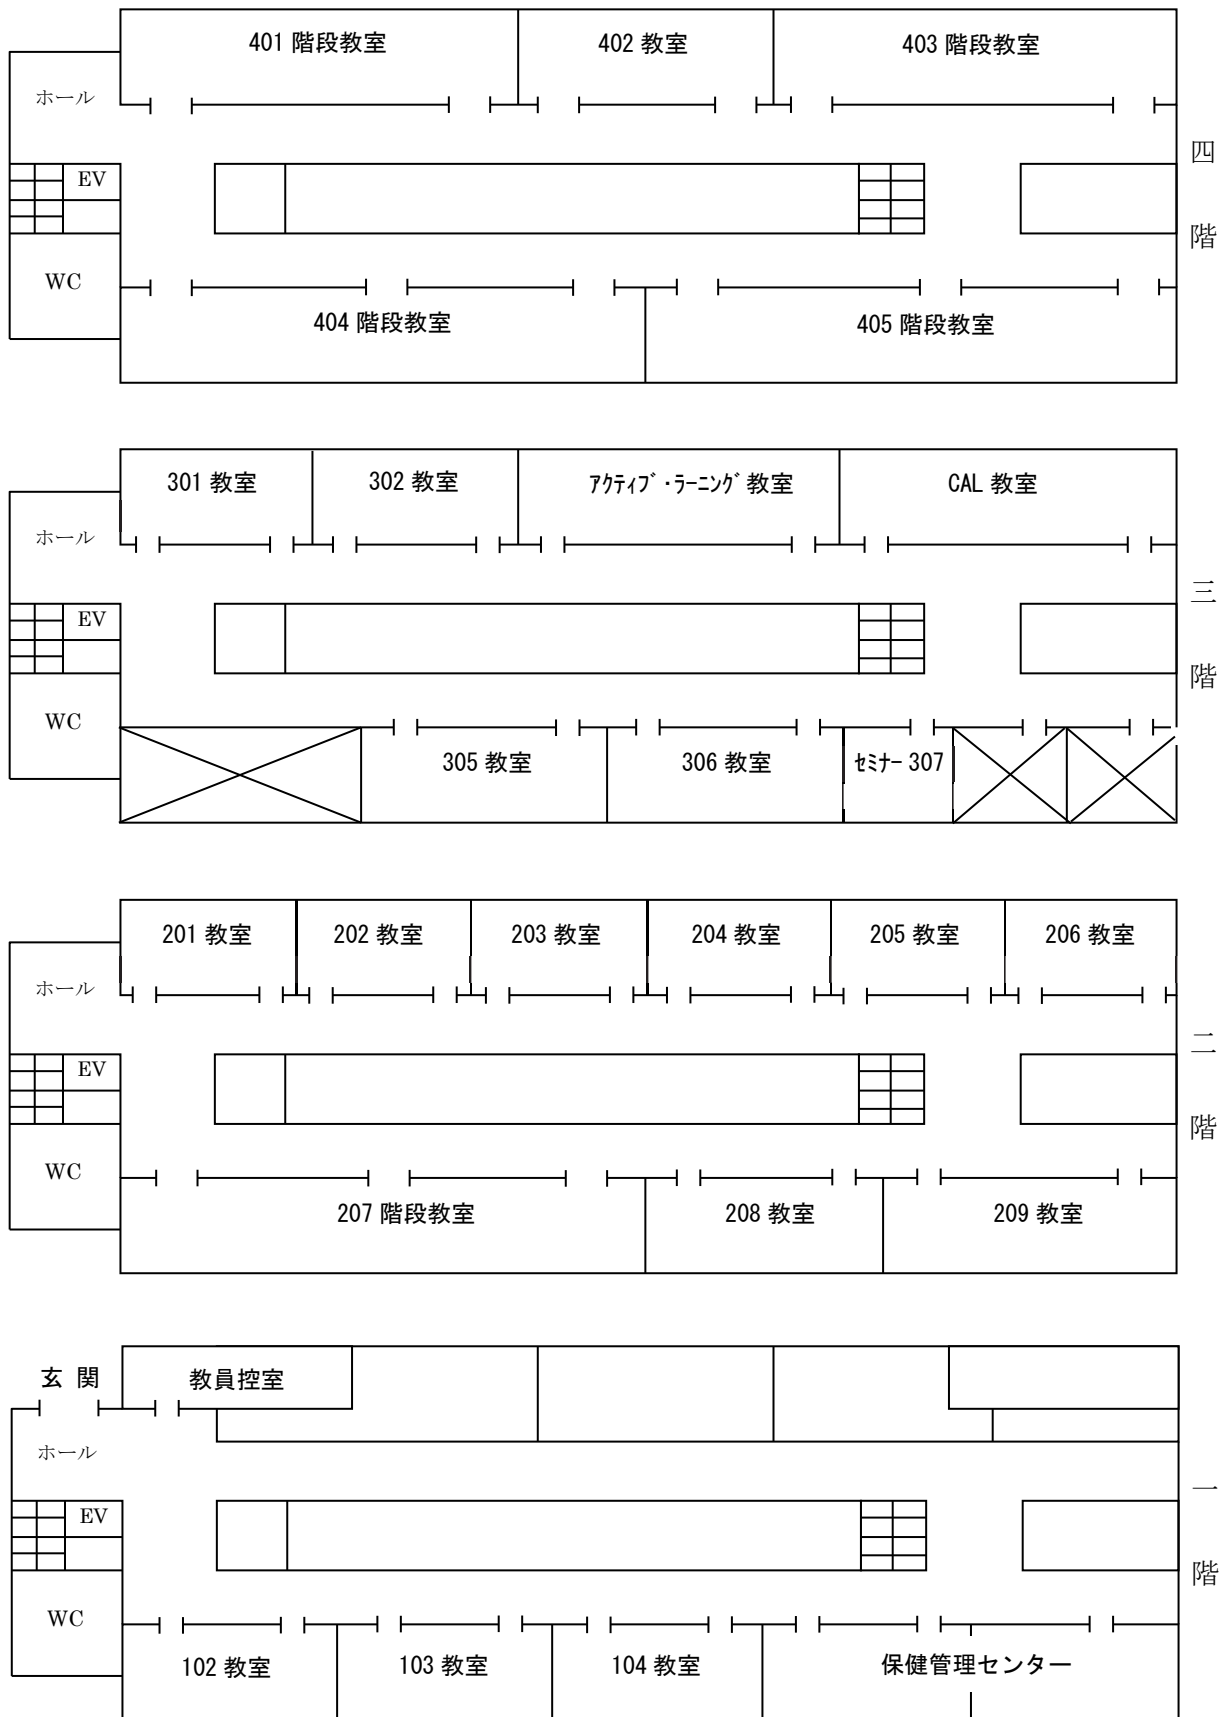 401 階段教室
402 教室
403 階段教室
ホール
EV
四
階
WC
404 階段教室
405 階段教室
301 教室
302 教室
ｱｸﾃｨﾌﾞ・ﾗｰﾆﾝｸﾞ教室
CAL 教室
ホール
EV
三
階
WC
305 教室
306 教室
ｾﾐﾅｰ 307
201 教室
202 教室
203 教室
204 教室
205 教室
206 教室
ホール
EV
二
階
WC
207 階段教室
208 教室
209 教室
玄 関
教員控室
ホール
EV
一
階
WC
102 教室
103 教室
104 教室
保健管理センター